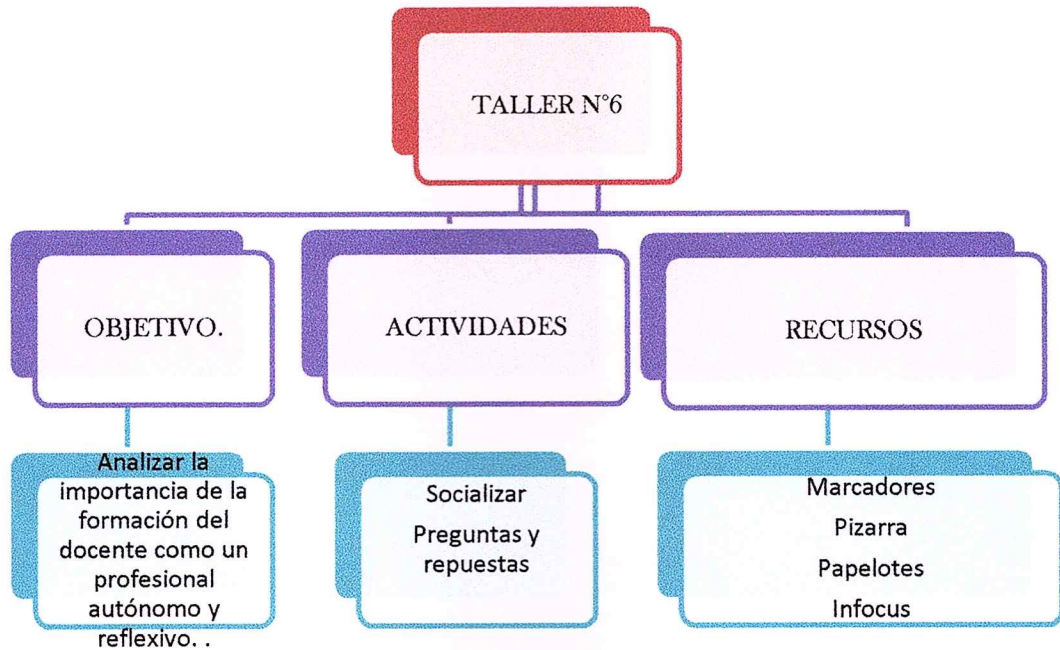 TALLER N°6
OBJETIVO.
ACTIVIDADES
RECURSOS
Analizar la
importancia de la
formación del
docente como un
profesional
autónomo y
reflexivo. .
Socializar
Preguntas y
repuestas
Marcadores
Pizarra
Papelotes
Infocus